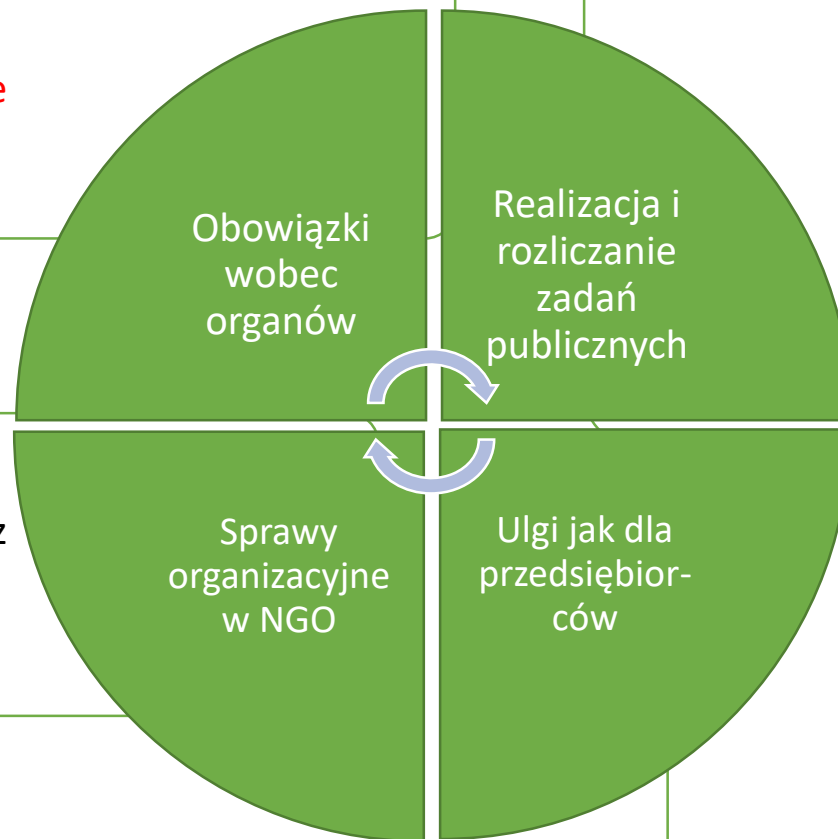 e
Obowiązki
wobec
organów
Realizacja i
rozliczanie
zadań
publicznych
z
Sprawy
organizacyjne
w NGO
Ulgi jak dla
przedsiębior-
ców